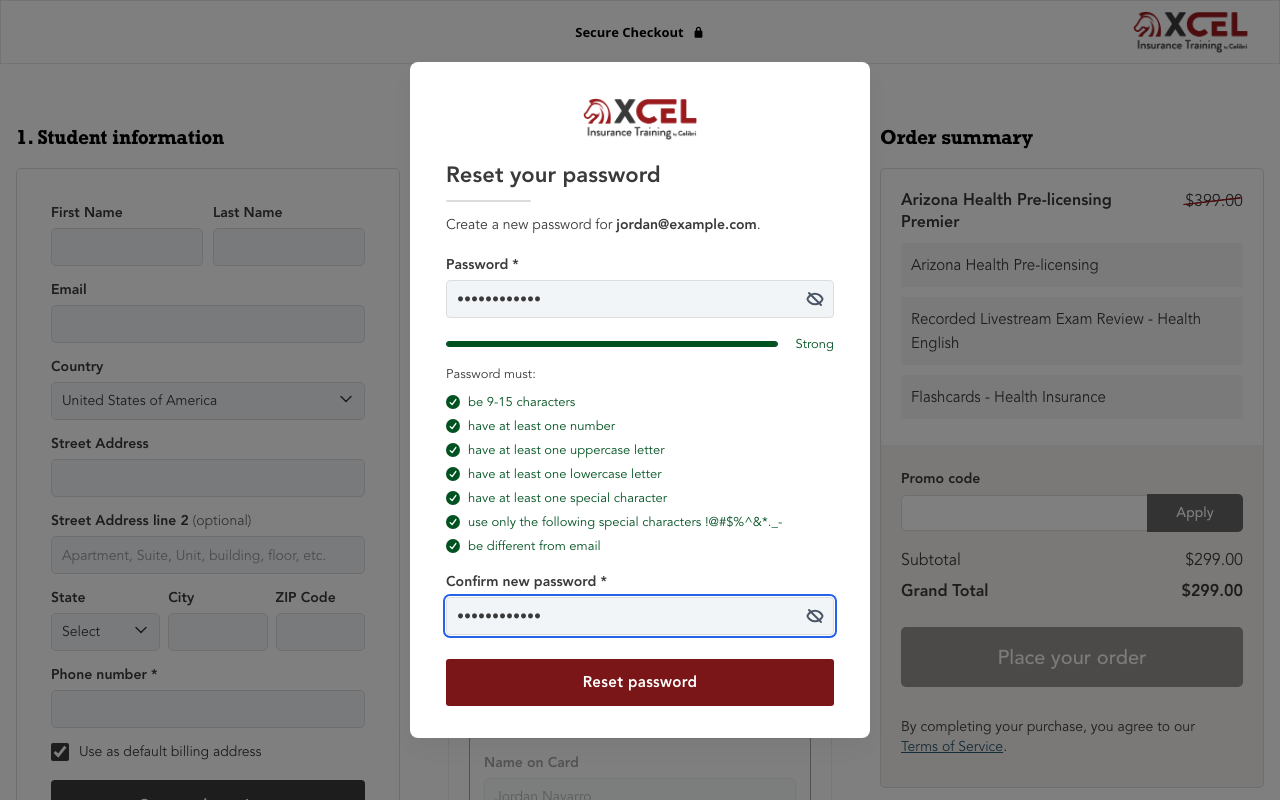 Secure Checkout
XCEL
Insurance Training by Colibri
XCEL
Insurance Training by Colibri
Reset your password
Create a new password for jordan@example.com.
Password *
••••••••••••
Strong
Password must:
be 9-15 characters
have at least one number
have at least one uppercase letter
have at least one lowercase letter
have at least one special character
use only the following special characters !@#$%^&*._-
be different from email
Confirm new password *
••••••••••••
Reset password
1. Student information
First Name
Last Name
Email
Country
United States of America
Street Address
Street Address line 2 (optional)
Apartment, Suite, Unit, building, floor, etc.
State
City
ZIP Code
Select
Phone number *
Use as default billing address
Name on Card
Jordan Navarro
Order summary
Arizona Health Pre-licensing
Premier
$399.00
Arizona Health Pre-licensing
Recorded Livestream Exam Review - Health
English
Flashcards - Health Insurance
Promo code
Apply
Subtotal
$299.00
Grand Total
$299.00
Place your order
By completing your purchase, you agree to our
Terms of Service.